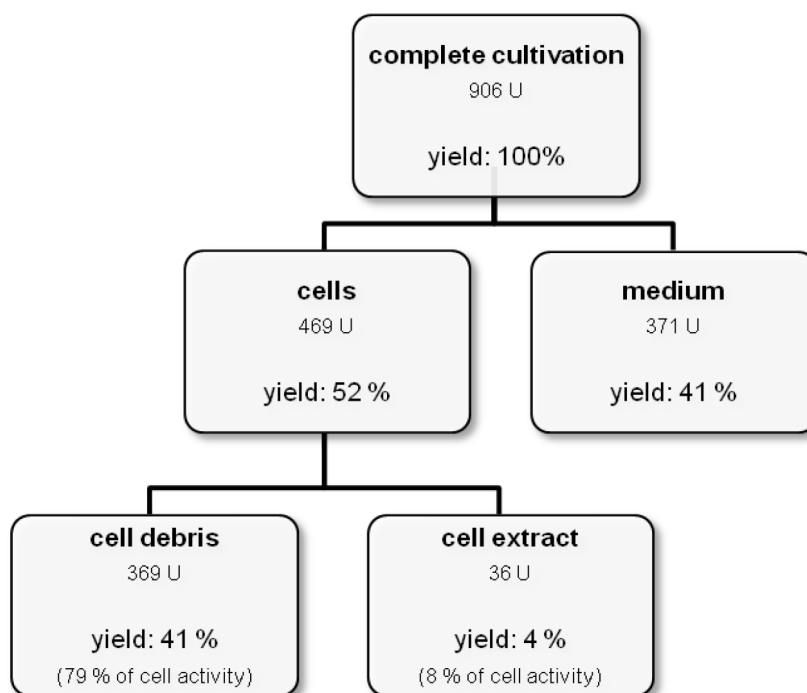 complete cultivation
906 U
yield: 100%
cells
469 U
yield: 52 %
medium
371 U
yield: 41 %
cell debris
369 U
yield: 41 %
(79 % of cell activity)
cell extract
36 U
yield: 4 %
(8 % of cell activity)